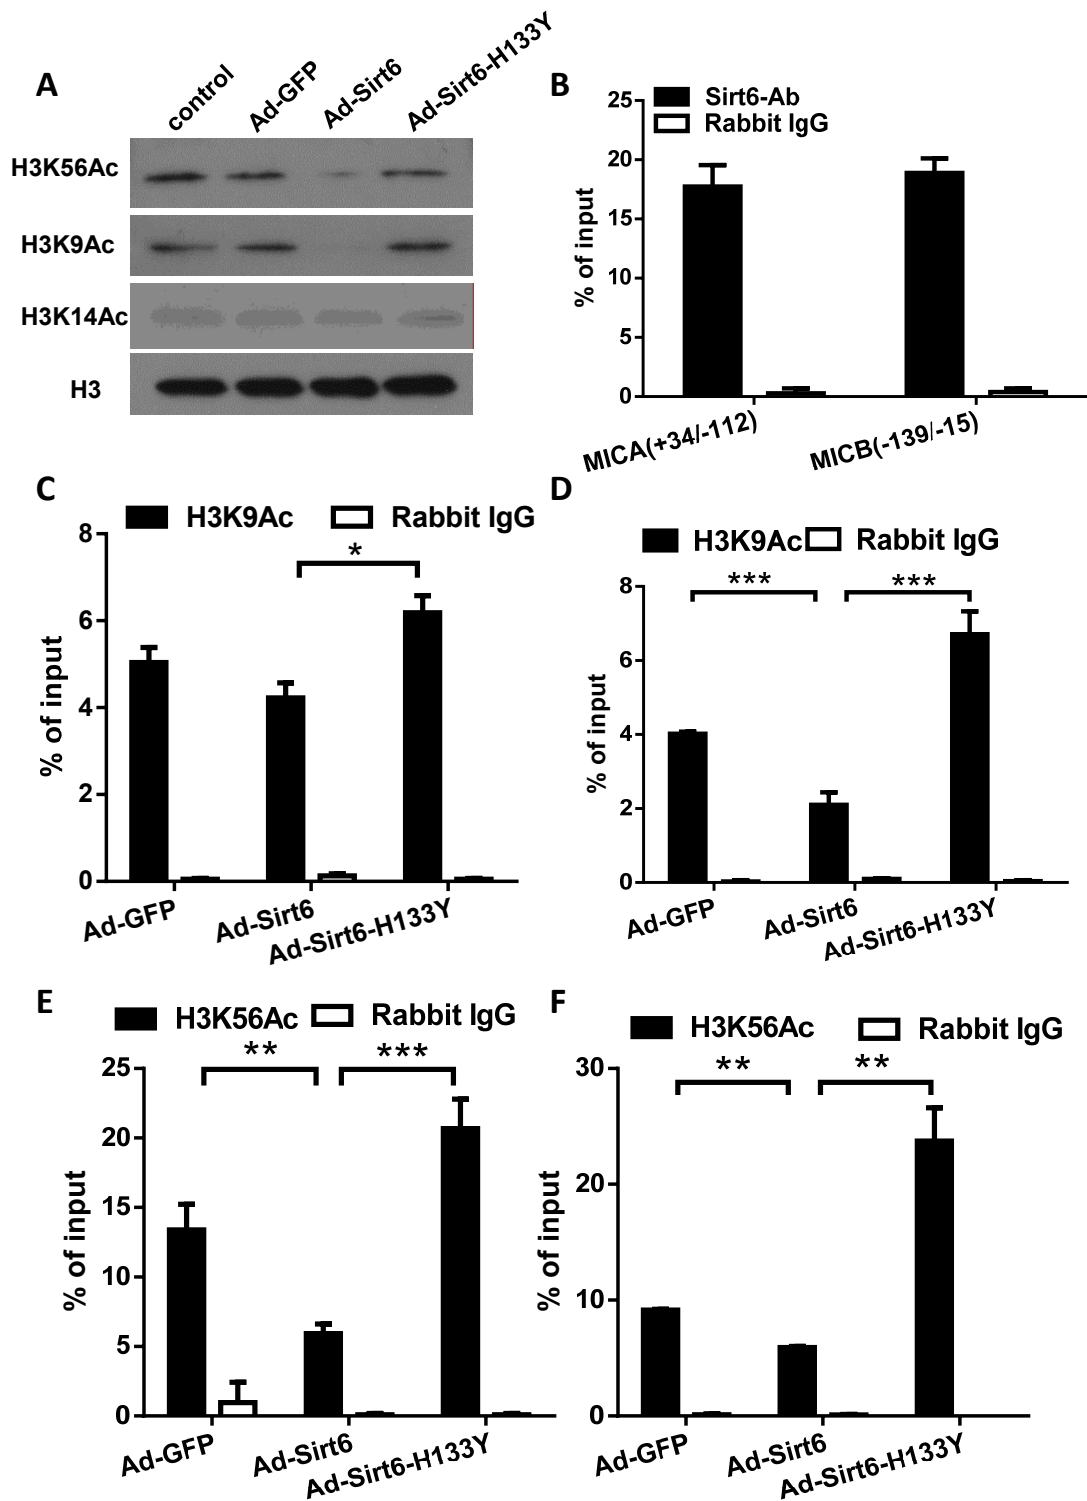 A
control
Ad-GFP
Ad-Sirt6
Ad-Sirt6-H133Y
H3K56Ac
H3K9Ac
H3K14Ac
H3
B
Sirt6-Ab
Rabbit IgG
% of input
25
20
15
10
5
0
MICA(+34/-112)
MICB(-139/-15)
C
H3K9Ac
Rabbit IgG
*
% of input
8
6
4
2
0
Ad-GFP
Ad-Sirt6
Ad-Sirt6-H133Y
D
H3K9Ac
Rabbit IgG
***
***
% of input
8
6
4
2
0
Ad-GFP
Ad-Sirt6
Ad-Sirt6-H133Y
E
H3K56Ac
Rabbit IgG
**
***
% of input
25
20
15
10
5
0
Ad-GFP
Ad-Sirt6
Ad-Sirt6-H133Y
F
H3K56Ac
Rabbit IgG
**
**
% of input
30
20
10
0
Ad-GFP
Ad-Sirt6
Ad-Sirt6-H133Y